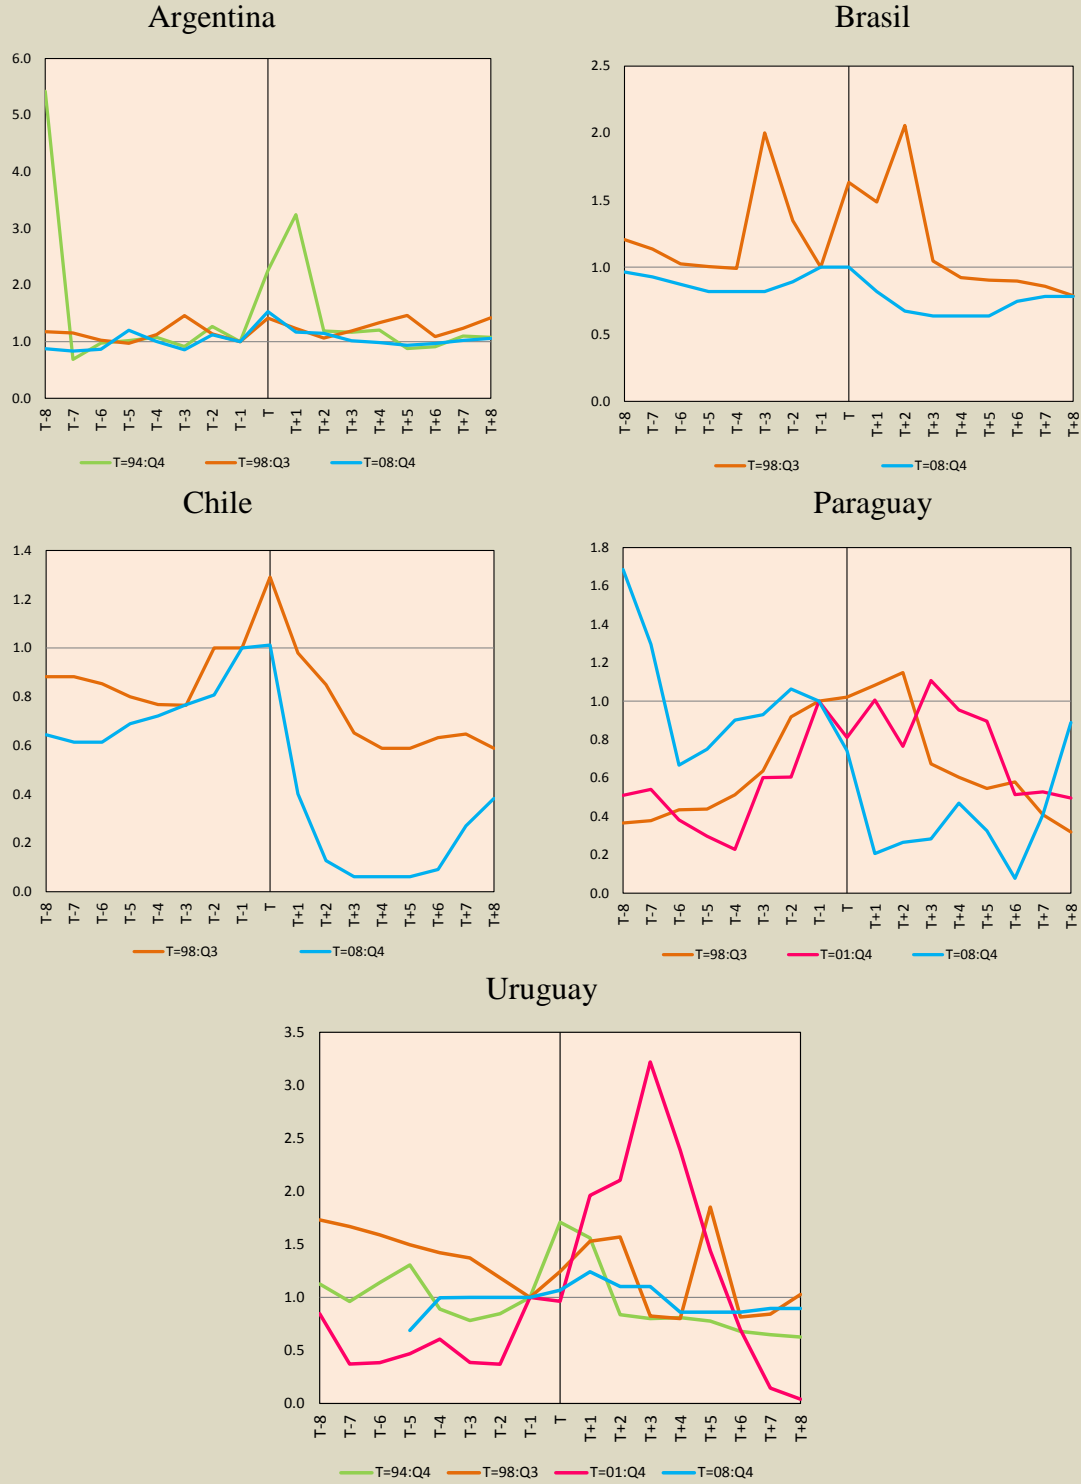 Argentina
6.0
5.0
4.0
3.0
2.0
1.0
0.0
T-8 T-7 T-6 T-5 T-4 T-3 T-2 T-1 T T+1 T+2 T+3 T+4 T+5 T+6 T+7 T+8
T=94:Q4 T=98:Q3 T=08:Q4
Brasil
2.5
2.0
1.5
1.0
0.5
0.0
T-8 T-7 T-6 T-5 T-4 T-3 T-2 T-1 T T+1 T+2 T+3 T+4 T+5 T+6 T+7 T+8
T=98:Q3 T=08:Q4
Chile
1.4
1.2
1.0
0.8
0.6
0.4
0.2
0.0
T-8 T-7 T-6 T-5 T-4 T-3 T-2 T-1 T T+1 T+2 T+3 T+4 T+5 T+6 T+7 T+8
T=98:Q3 T=08:Q4
Paraguay
1.8
1.6
1.4
1.2
1.0
0.8
0.6
0.4
0.2
0.0
T-8 T-7 T-6 T-5 T-4 T-3 T-2 T-1 T T+1 T+2 T+3 T+4 T+5 T+6 T+7 T+8
T=98:Q3 T=01:Q4 T=08:Q4
Uruguay
3.5
3.0
2.5
2.0
1.5
1.0
0.5
0.0
T-8 T-7 T-6 T-5 T-4 T-3 T-2 T-1 T T+1 T+2 T+3 T+4 T+5 T+6 T+7 T+8
T=94:Q4 T=98:Q3 T=01:Q4 T=08:Q4